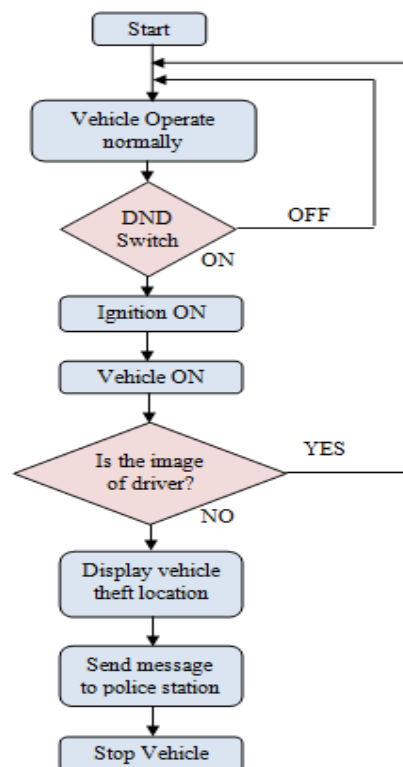 Start
Vehicle Operate
normally
DND
Switch
OFF
ON
Ignition ON
Vehicle ON
Is the image
of driver?
YES
NO
Display vehicle
theft location
Send message
to police station
Stop Vehicle